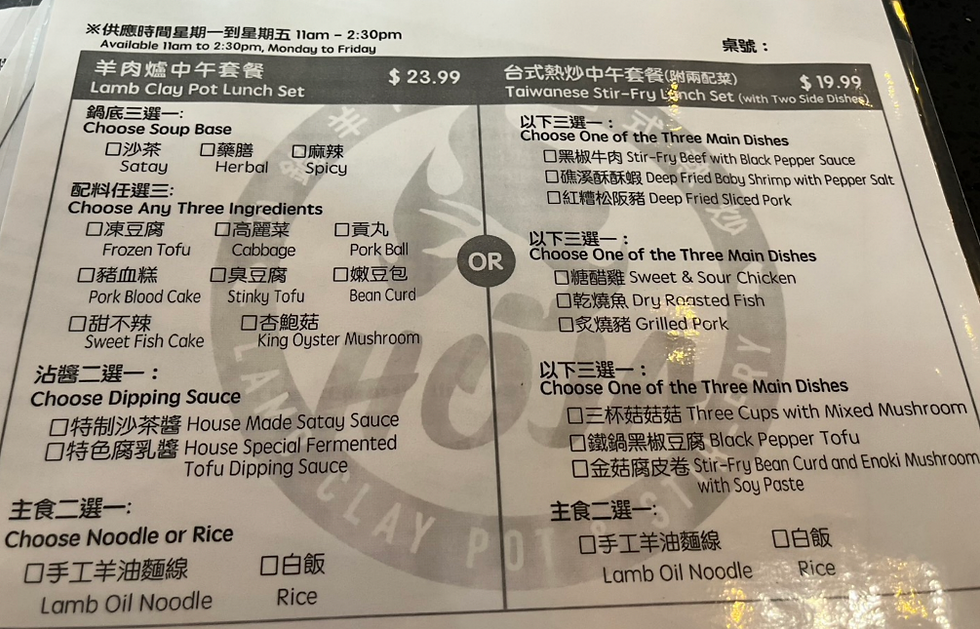 ※供應時間星期一到星期五 11am - 2:30pm
Available 11am to 2:30pm, Monday to Friday
桌號：
羊肉爐中午套餐 $ 23.99
Lamb Clay Pot Lunch Set
鍋底三選一:
Choose Soup Base
☐沙茶 ☐藥膳 ☐麻辣
Satay Herbal Spicy
配料任選三:
Choose Any Three Ingredients
☐凍豆腐 ☐高麗菜 ☐貢丸
Frozen Tofu Cabbage Pork Ball
☐豬血糕 ☐臭豆腐 ☐嫩豆包
Pork Blood Cake Stinky Tofu Bean Curd
☐甜不辣 ☐杏鮑菇
Sweet Fish Cake King Oyster Mushroom
沾醬二選一：
Choose Dipping Sauce
☐特制沙茶醬 House Made Satay Sauce
☐特色腐乳醬 House Special Fermented
Tofu Dipping Sauce
主食二選一:
Choose Noodle or Rice
☐手工羊油麵線 ☐白飯
Lamb Oil Noodle Rice
OR
台式熱炒中午套餐(附兩配菜) $ 19.99
Taiwanese Stir-Fry Lunch Set (with Two Side Dishes)
以下三選一：
Choose One of the Three Main Dishes
☐黑椒牛肉 Stir-Fry Beef with Black Pepper Sauce
☐礁溪酥酥蝦 Deep Fried Baby Shrimp with Pepper Salt
☐紅糟松阪豬 Deep Fried Sliced Pork
以下三選一：
Choose One of the Three Main Dishes
☐糖醋雞 Sweet & Sour Chicken
☐乾燒魚 Dry Roasted Fish
☐炙燒豬 Grilled Pork
以下三選一：
Choose One of the Three Main Dishes
☐三杯菇菇菇 Three Cups with Mixed Mushroom
☐鐵鍋黑椒豆腐 Black Pepper Tofu
☐金菇腐皮卷 Stir-Fry Bean Curd and Enoki Mushroom
with Soy Paste
主食二選一:
☐手工羊油麵線 ☐白飯
Lamb Oil Noodle Rice
CLAY POT